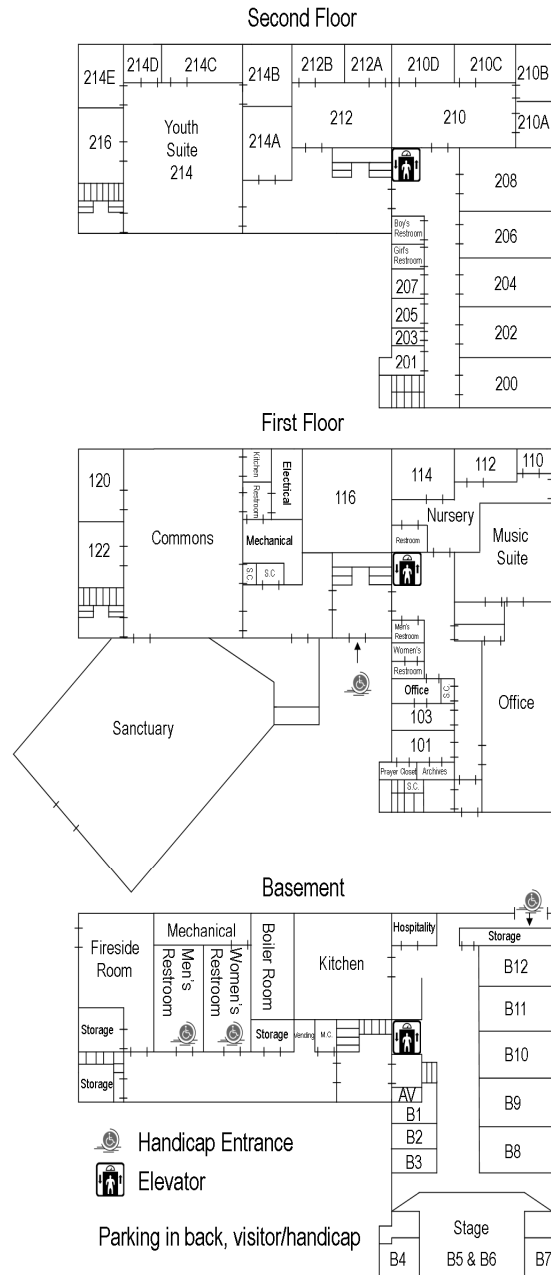 Second Floor
214E
214D
214C
214B
212B
212A
210D
210C
210B
216
Youth
Suite
214
214A
212
210
210A
208
Boy's
Restroom
Girl's
Restroom
206
207
204
205
203
202
201
200
First Floor
120
Kitchen
Restroom
Electrical
116
114
112
110
Nursery
122
Commons
Mechanical
Restroom
Music
Suite
S.C
S.C
Men's
Restroom
Women's
Restroom
Office
S.C.
Office
103
Sanctuary
101
Prayer Closet
Archives
S.C.
Basement
Fireside
Room
Mechanical
Men's
Restroom
Women's
Restroom
Boiler Room
Kitchen
Hospitality
Storage
B12
B11
Storage
Storage
Vending
M.C.
B10
Storage
AV
B1
B9
B2
B3
B8
Handicap Entrance
Elevator
Parking in back, visitor/handicap
Stage
B4
B5 & B6
B7